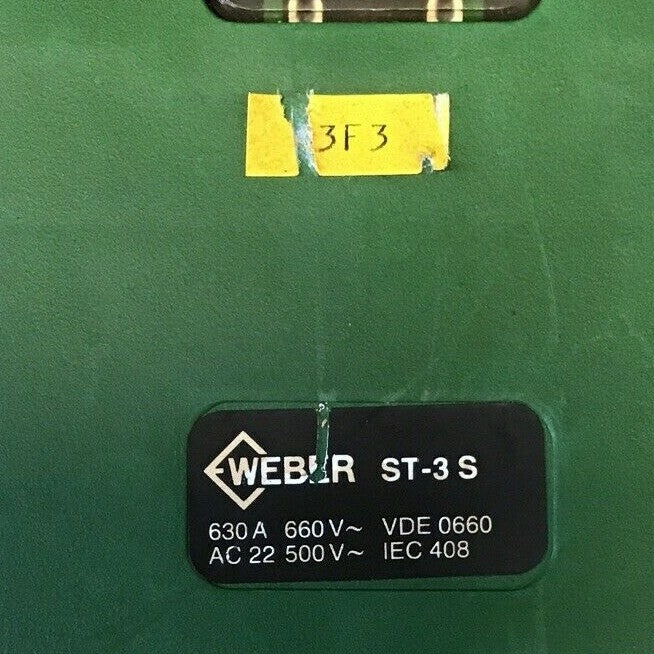 3F3
WEBER ST-3 S
630 A 660 V~ VDE 0660
AC 22 500 V~ IEC 408